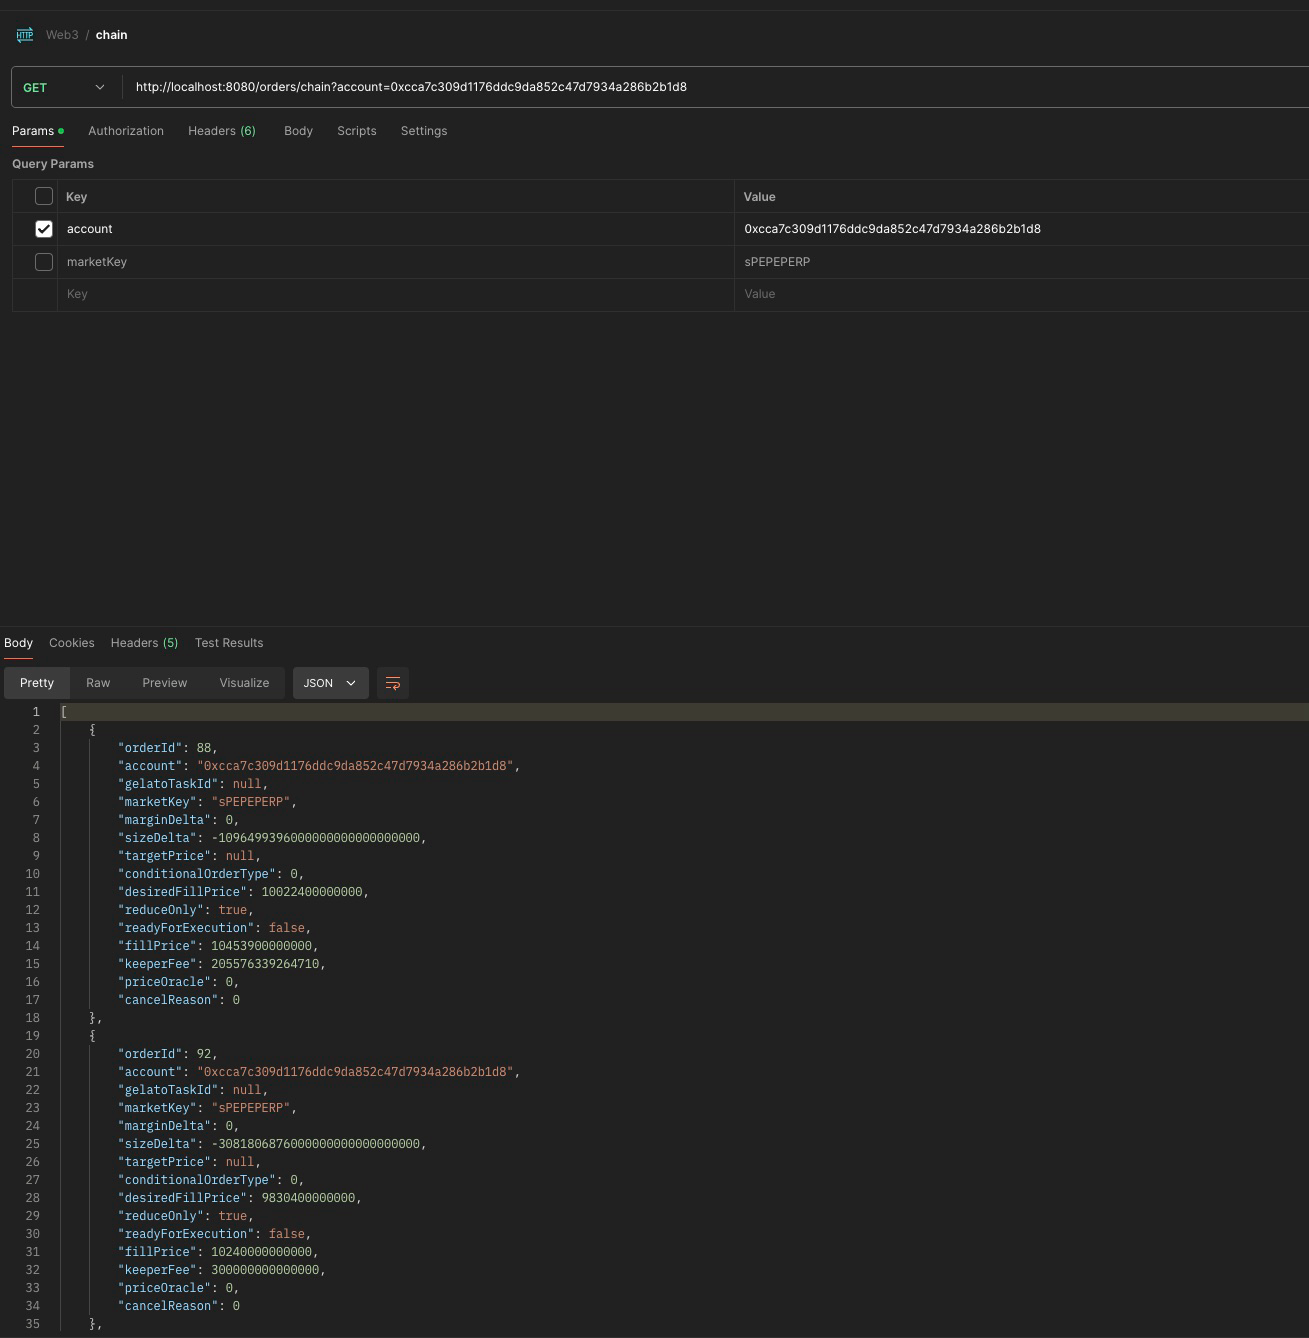 HTTP Web3 / chain
GET http://localhost:8080/orders/chain?account=0xcca7c309d1176ddc9da852c47d7934a286b2b1d8
Params Authorization Headers (6) Body Scripts Settings
Query Params
Key Value
account 0xcca7c309d1176ddc9da852c47d7934a286b2b1d8
marketKey sPEPEPERP
Key Value
Body Cookies Headers (5) Test Results
Pretty Raw Preview Visualize JSON
1 [
2 {
3 "orderId": 88,
4 "account": "0xcca7c309d1176ddc9da852c47d7934a286b2b1d8",
5 "gelatoTaskId": null,
6 "marketKey": "sPEPEPERP",
7 "marginDelta": 0,
8 "sizeDelta": -1096499396000000000000000000,
9 "targetPrice": null,
10 "conditionalOrderType": 0,
11 "desiredFillPrice": 10022400000000,
12 "reduceOnly": true,
13 "readyForExecution": false,
14 "fillPrice": 10453900000000,
15 "keeperFee": 205576339264710,
16 "priceOracle": 0,
17 "cancelReason": 0
18 },
19 {
20 "orderId": 92,
21 "account": "0xcca7c309d1176ddc9da852c47d7934a286b2b1d8",
22 "gelatoTaskId": null,
23 "marketKey": "sPEPEPERP",
24 "marginDelta": 0,
25 "sizeDelta": -3081806876000000000000000000,
26 "targetPrice": null,
27 "conditionalOrderType": 0,
28 "desiredFillPrice": 9830400000000,
29 "reduceOnly": true,
30 "readyForExecution": false,
31 "fillPrice": 10240000000000,
32 "keeperFee": 300000000000000,
33 "priceOracle": 0,
34 "cancelReason": 0
35 },